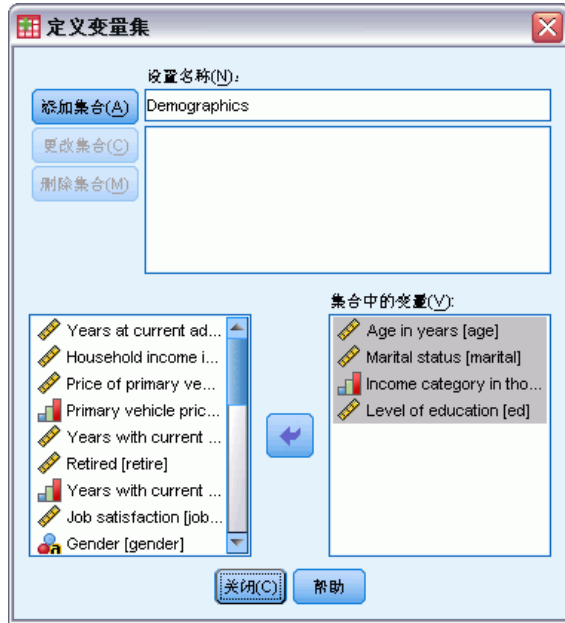 定义变量集
设置名称(N):
添加集合(A)
Demographics
更改集合(C)
删除集合(M)
集合中的变量(V):
Years at current ad...
Household income i...
Price of primary ve...
Primary vehicle pric...
Years with current ...
Retired [retire]
Years with current ...
Job satisfaction [job...
Gender [gender]
Age in years [age]
Marital status [marital]
Income category in tho...
Level of education [ed]
关闭(C)
帮助